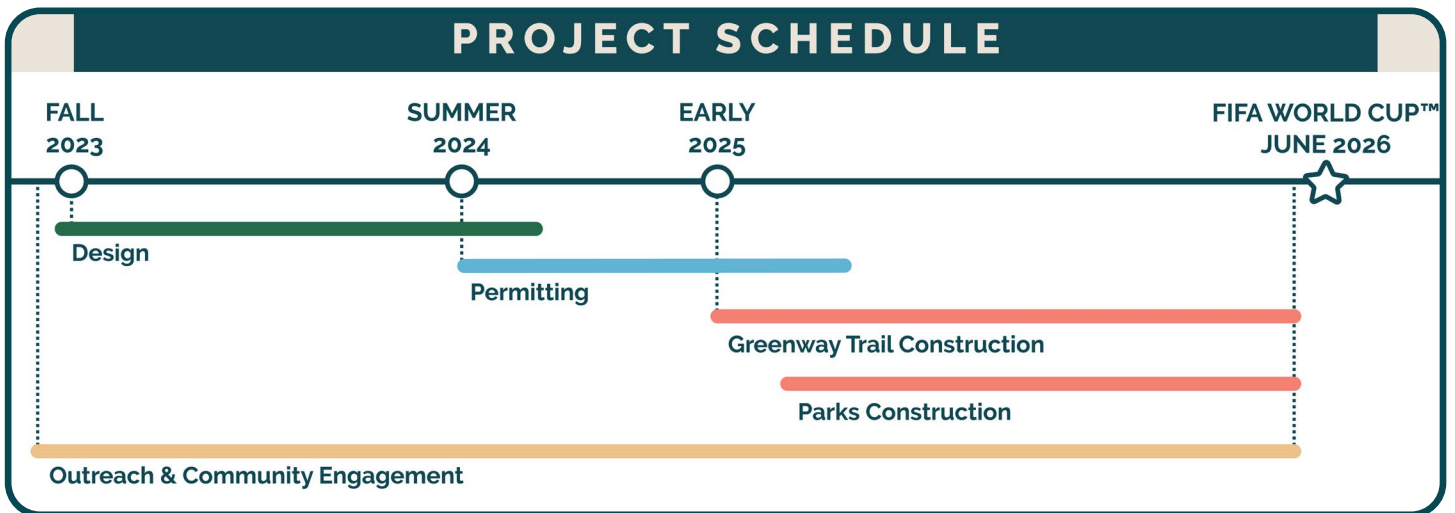 PROJECT SCHEDULE
FALL
2023
SUMMER
2024
EARLY
2025
FIFA WORLD CUP™
JUNE 2026
Design
Permitting
Greenway Trail Construction
Parks Construction
Outreach & Community Engagement